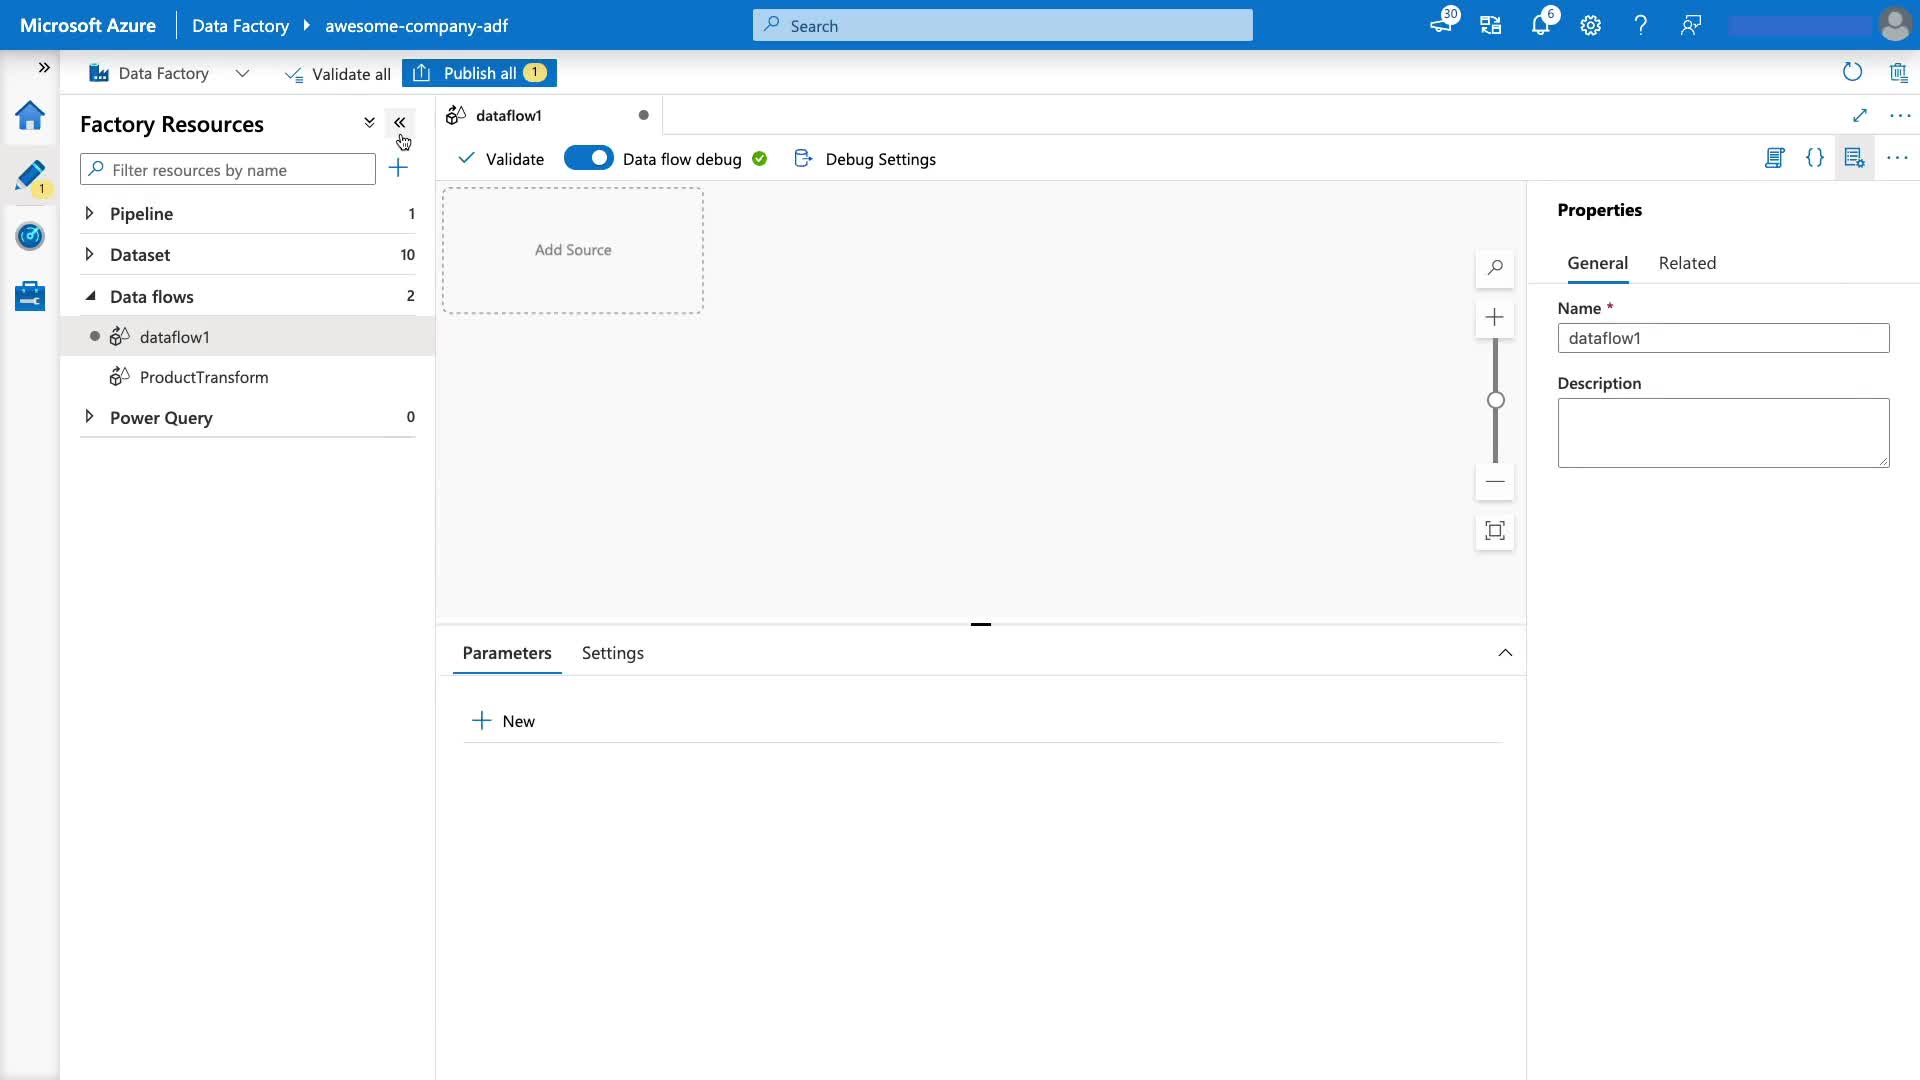 Microsoft Azure
Data Factory
awesome-company-adf
Search
30
6
Data Factory
Validate all
Publish all 1
Factory Resources
Filter resources by name
1
Pipeline 1
Dataset 10
Data flows 2
dataflow1
ProductTransform
Power Query 0
dataflow1
Validate
Data flow debug
Debug Settings
Add Source
Parameters
Settings
New
Properties
General
Related
Name *
dataflow1
Description